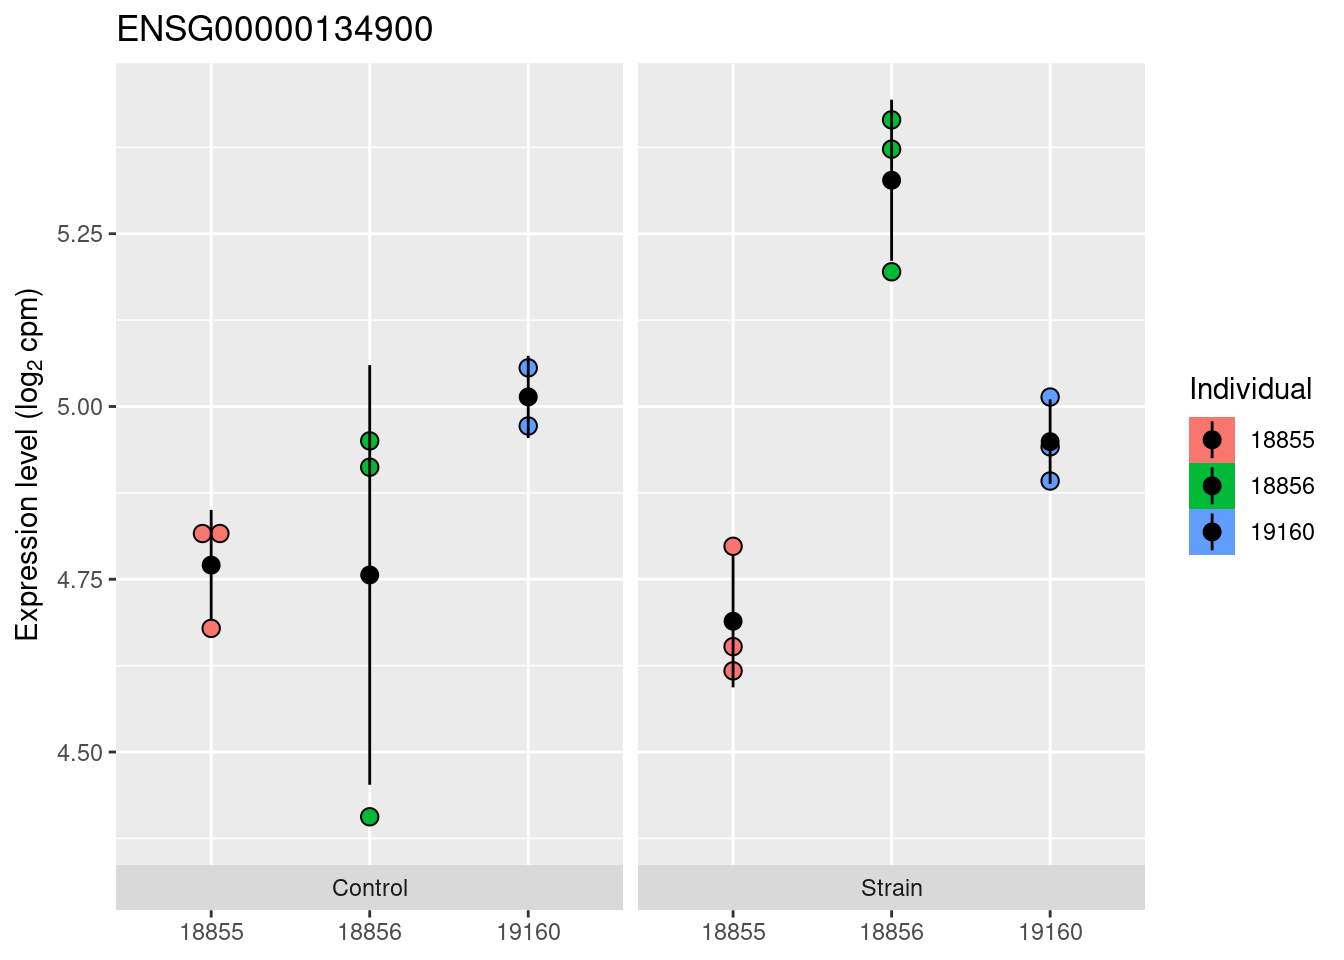 ENSG00000134900
Expression level (log2 cpm)
5.25
5.00
4.75
4.50
Control
Strain
18855
18856
19160
18855
18856
19160
Individual
18855
18856
19160